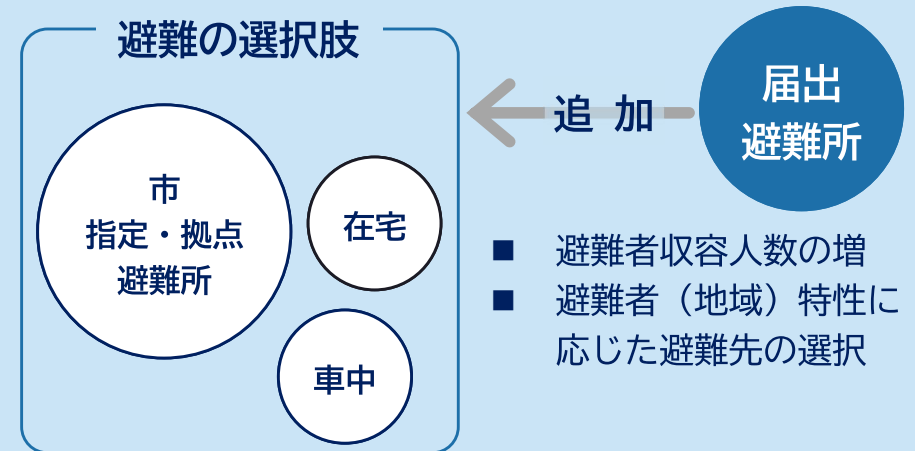 避難の選択肢
市
指定・拠点
避難所
在宅
車中
追 加
届出
避難所
■ 避難者収容人数の増
■ 避難者（地域）特性に
応じた避難先の選択